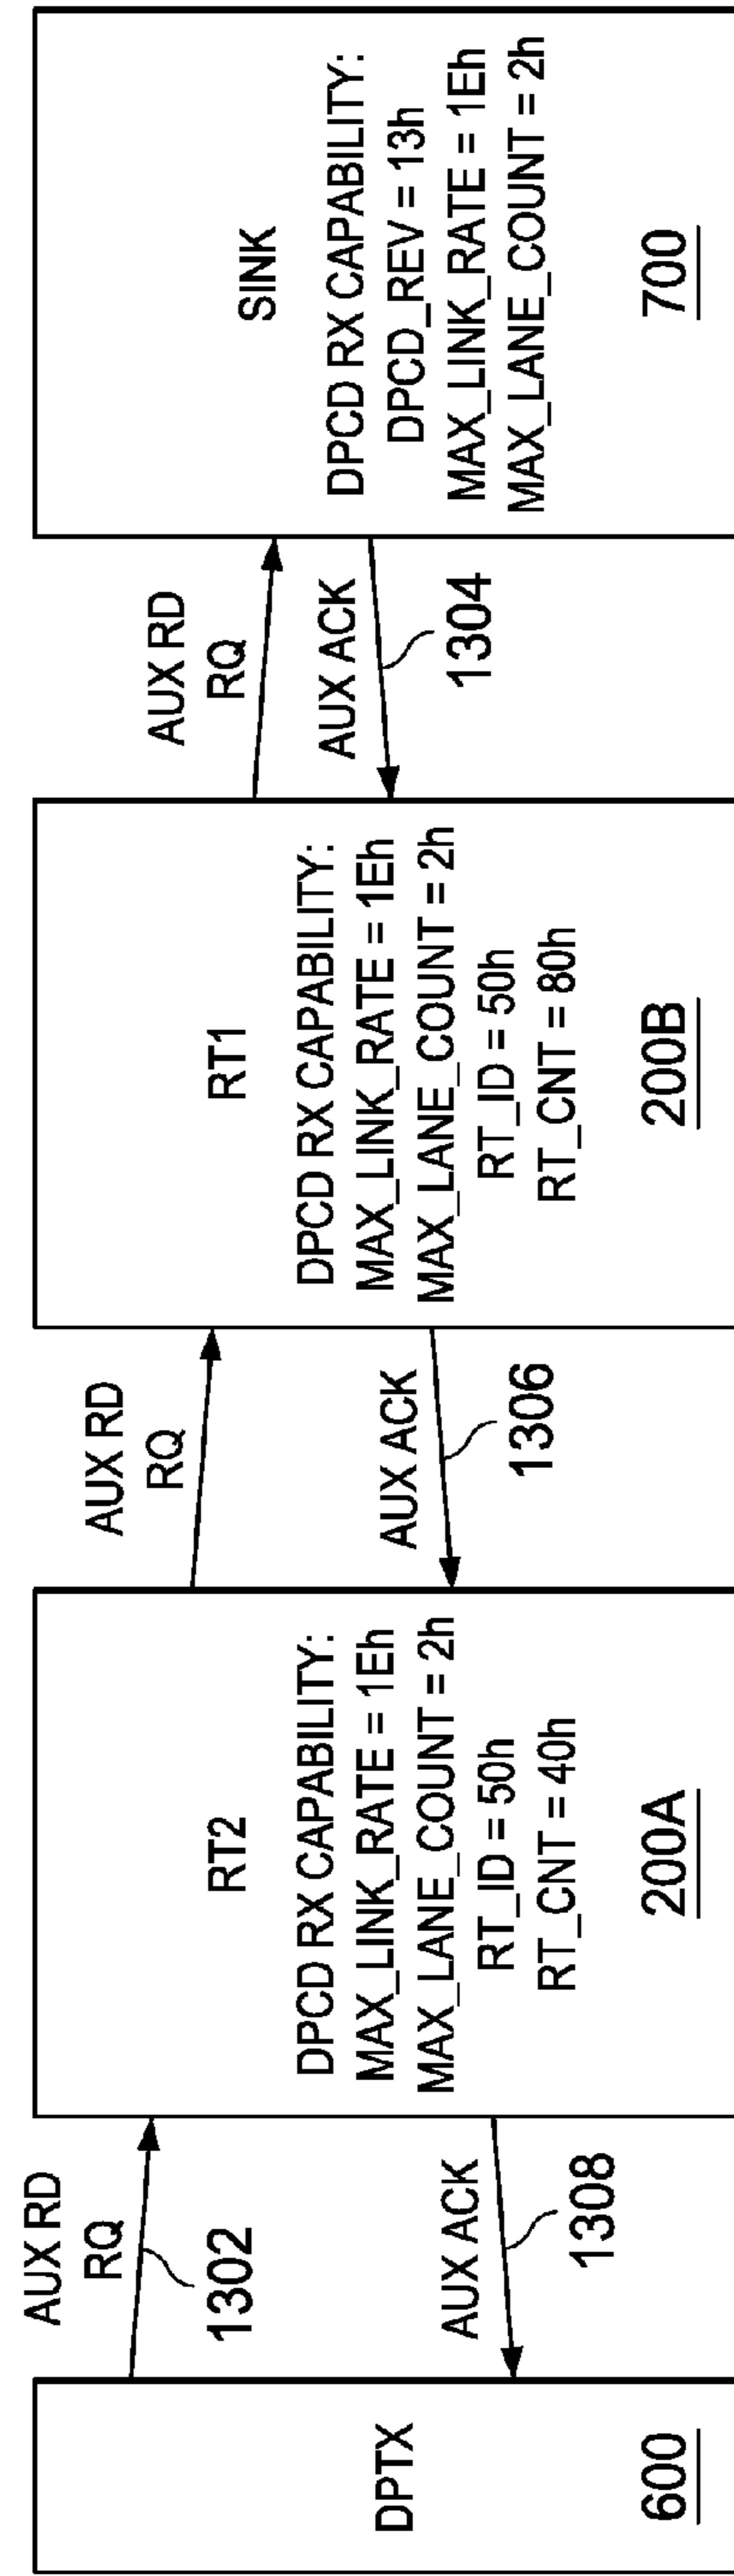 DPTX
600
AUX RD
RQ
1302
AUX ACK
1308
RT2
DPCD RX CAPABILITY:
MAX_LINK_RATE = 1Eh
MAX_LANE_COUNT = 2h
RT_ID = 50h
RT_CNT = 40h
200A
AUX RD
RQ
AUX ACK
1306
RT1
DPCD RX CAPABILITY:
MAX_LINK_RATE = 1Eh
MAX_LANE_COUNT = 2h
RT_ID = 50h
RT_CNT = 80h
200B
AUX RD
RQ
AUX ACK
1304
SINK
DPCD RX CAPABILITY:
DPCD_REV = 13h
MAX_LINK_RATE = 1Eh
MAX_LANE_COUNT = 2h
700